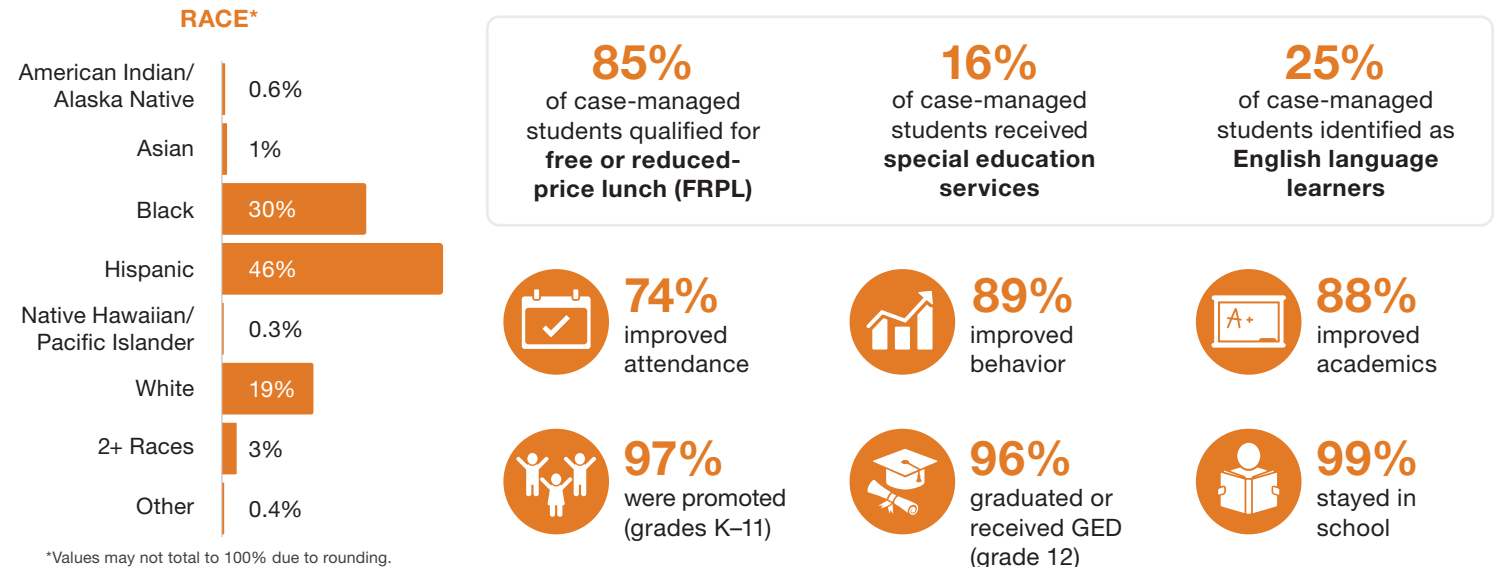 RACE*
American Indian/
Alaska Native
0.6%
Asian
1%
Black
30%
Hispanic
46%
Native Hawaiian/
Pacific Islander
0.3%
White
19%
2+ Races
3%
Other
0.4%
*Values may not total to 100% due to rounding.
85%
of case-managed
students qualified for
free or reduced-
price lunch (FRPL)
16%
of case-managed
students received
special education
services
25%
of case-managed
students identified as
English language
learners
74%
improved
attendance
89%
improved
behavior
A+
88%
improved
academics
97%
were promoted
(grades K–11)
96%
graduated or
received GED
(grade 12)
99%
stayed in
school